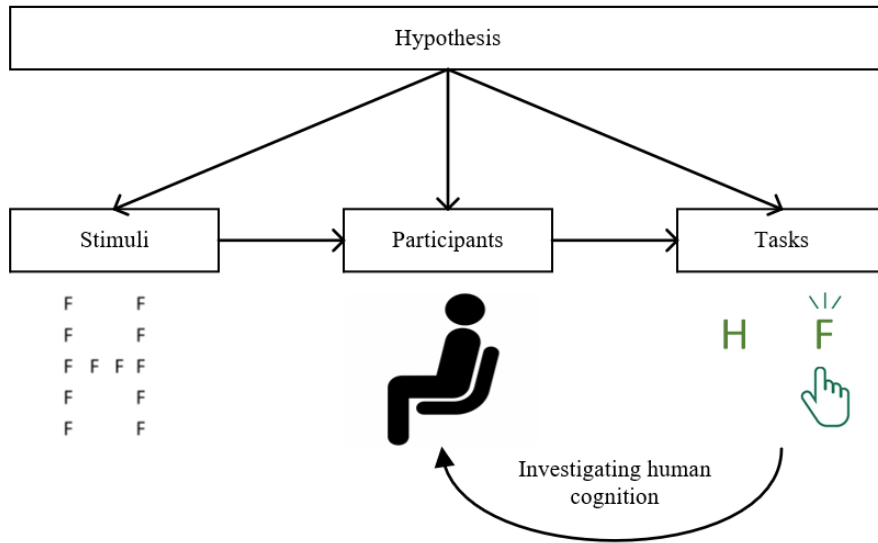 Hypothesis
Stimuli
Participants
Tasks
F F
F F
F F F F
F F
F F
H F
Investigating human
cognition